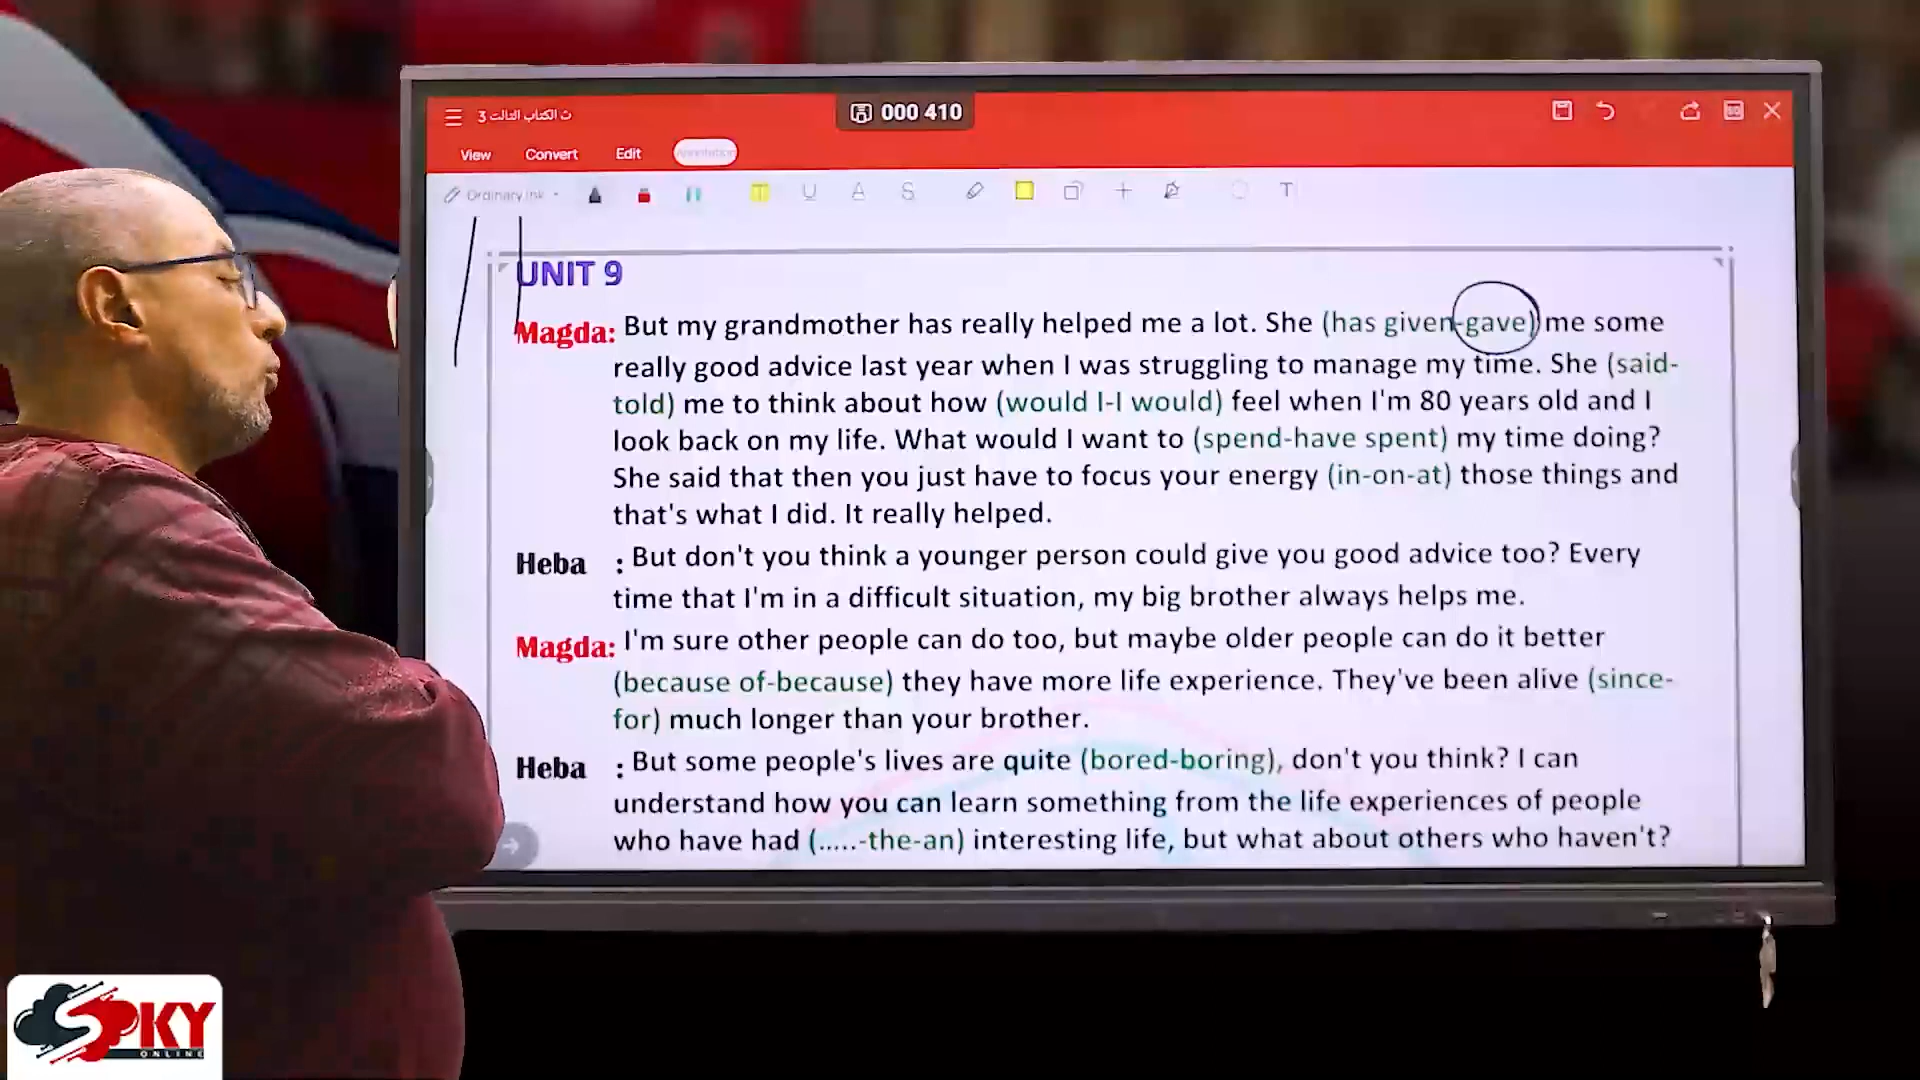 ث الكتاب الثالث 3
000 410
View Convert Edit Annotation
Ordinary ink
UNIT 9
Magda: But my grandmother has really helped me a lot. She (has given-gave) me some
really good advice last year when I was struggling to manage my time. She (said-
told) me to think about how (would I-I would) feel when I'm 80 years old and I
look back on my life. What would I want to (spend-have spent) my time doing?
She said that then you just have to focus your energy (in-on-at) those things and
that's what I did. It really helped.
Heba : But don't you think a younger person could give you good advice too? Every
time that I'm in a difficult situation, my big brother always helps me.
Magda: I'm sure other people can do too, but maybe older people can do it better
(because of-because) they have more life experience. They've been alive (since-
for) much longer than your brother.
Heba : But some people's lives are quite (bored-boring), don't you think? I can
understand how you can learn something from the life experiences of people
who have had (.....-the-an) interesting life, but what about others who haven't?
SPKY
ONLINE